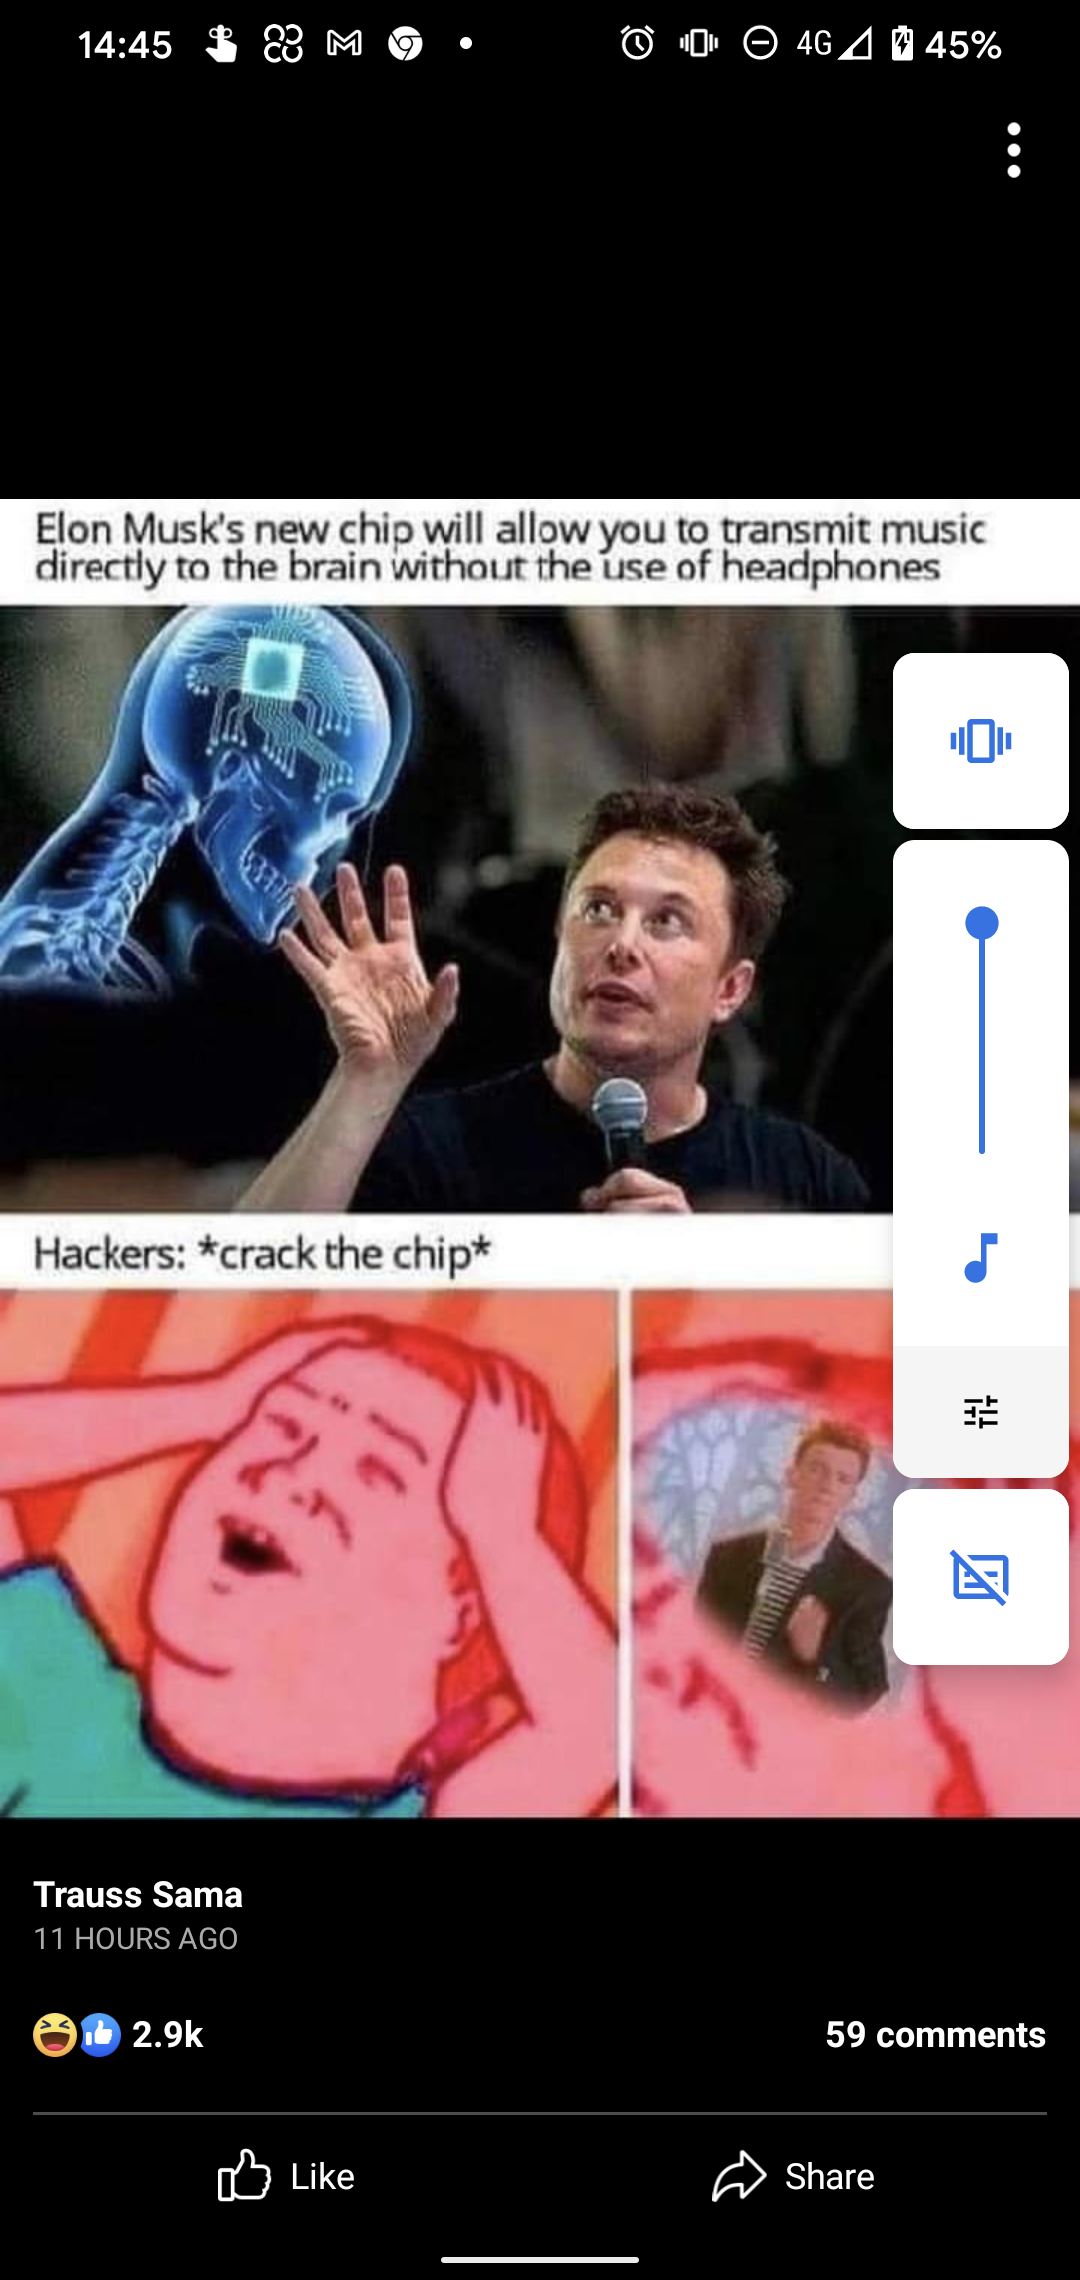 14:45
4G
45%
Elon Musk's new chip will allow you to transmit music
directly to the brain without the use of headphones
Hackers: *crack the chip*
Trauss Sama
11 HOURS AGO
2.9k
59 comments
Like
Share